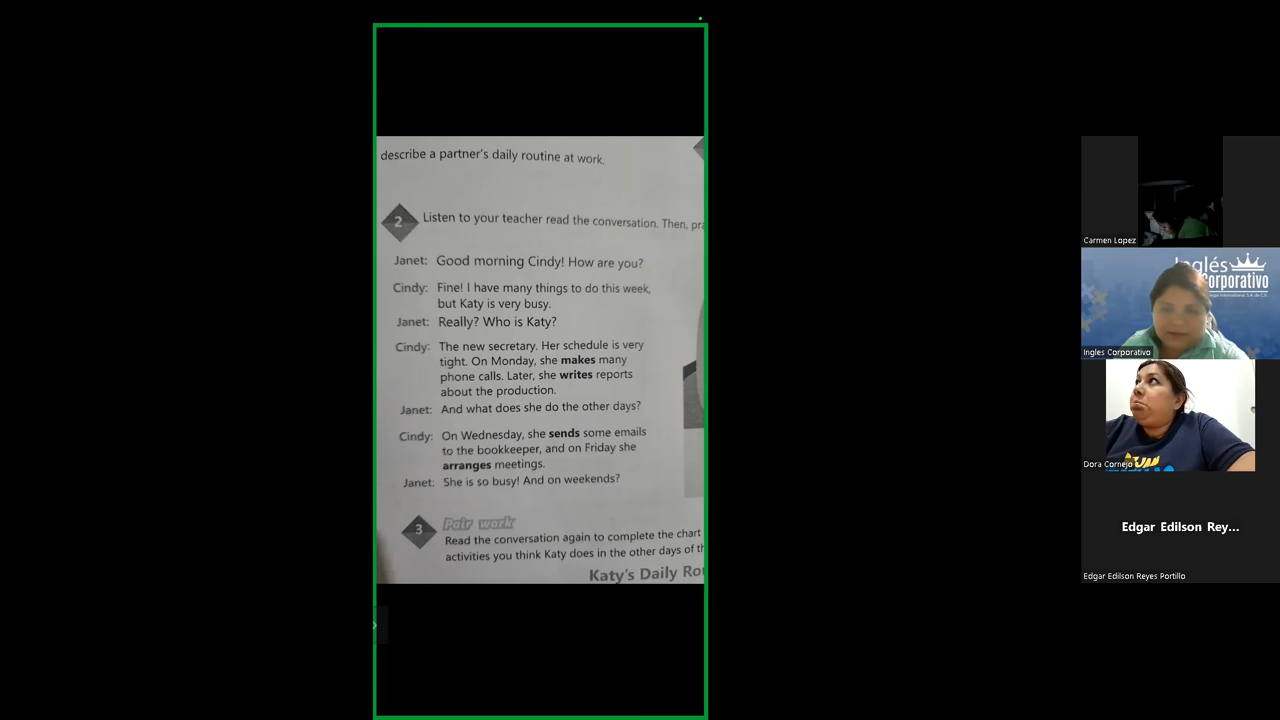 describe a partner's daily routine at work.
2
Listen to your teacher read the conversation. Then, pra
Janet: Good morning Cindy! How are you?
Cindy: Fine! I have many things to do this week,
but Katy is very busy.
Janet: Really? Who is Katy?
Cindy: The new secretary. Her schedule is very
tight. On Monday, she makes many
phone calls. Later, she writes reports
about the production.
Janet: And what does she do the other days?
Cindy: On Wednesday, she sends some emails
to the bookkeeper, and on Friday she
arranges meetings.
Janet: She is so busy! And on weekends?
3
Pair work
Read the conversation again to complete the chart
activities you think Katy does in the other days of th
Katy's Daily Rou
Carmen Lopez
Inglés
Corporativo
Ingles Corporativo
Dora Cornejo
Edgar Edilson Rey...
Edgar Edilson Reyes Portillo